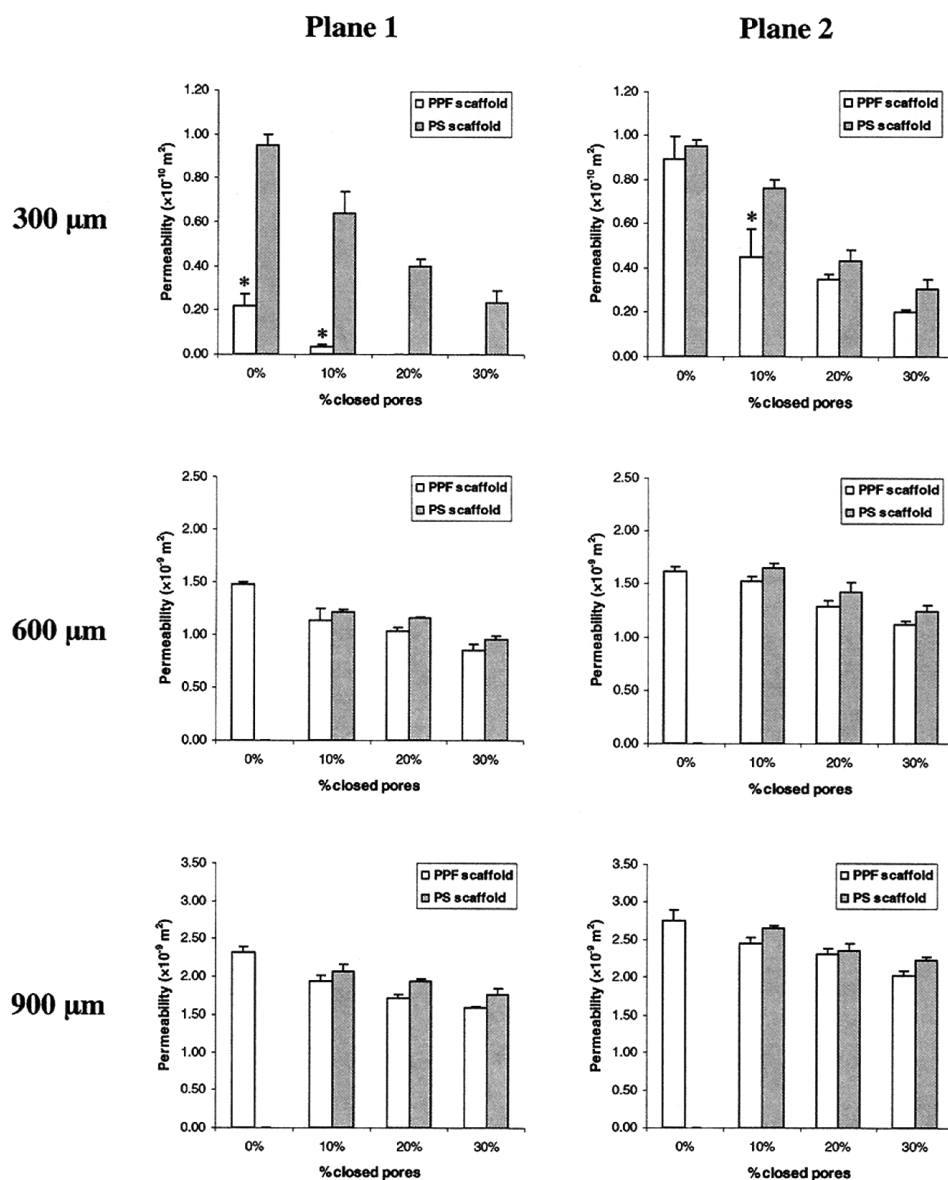 Plane 1
Plane 2
300 µm
Permeability (×10⁻¹⁰ m²)
1.20
1.00
0.80
0.60
0.40
0.20
0.00
PPF scaffold
PS scaffold
*
*
0% 10% 20% 30%
%closed pores
Permeability (×10⁻¹⁰ m²)
1.20
1.00
0.80
0.60
0.40
0.20
0.00
PPF scaffold
PS scaffold
*
0% 10% 20% 30%
%closed pores
600 µm
Permeability (×10⁻⁹ m²)
2.50
2.00
1.50
1.00
0.50
0.00
PPF scaffold
PS scaffold
0% 10% 20% 30%
%closed pores
Permeability (×10⁻⁹ m²)
2.50
2.00
1.50
1.00
0.50
0.00
PPF scaffold
PS scaffold
0% 10% 20% 30%
%closed pores
900 µm
Permeability (×10⁻⁹ m²)
3.50
3.00
2.50
2.00
1.50
1.00
0.50
0.00
PPF scaffold
PS scaffold
0% 10% 20% 30%
%closed pores
Permeability (×10⁻⁹ m²)
3.50
3.00
2.50
2.00
1.50
1.00
0.50
0.00
PPF scaffold
PS scaffold
0% 10% 20% 30%
%closed pores